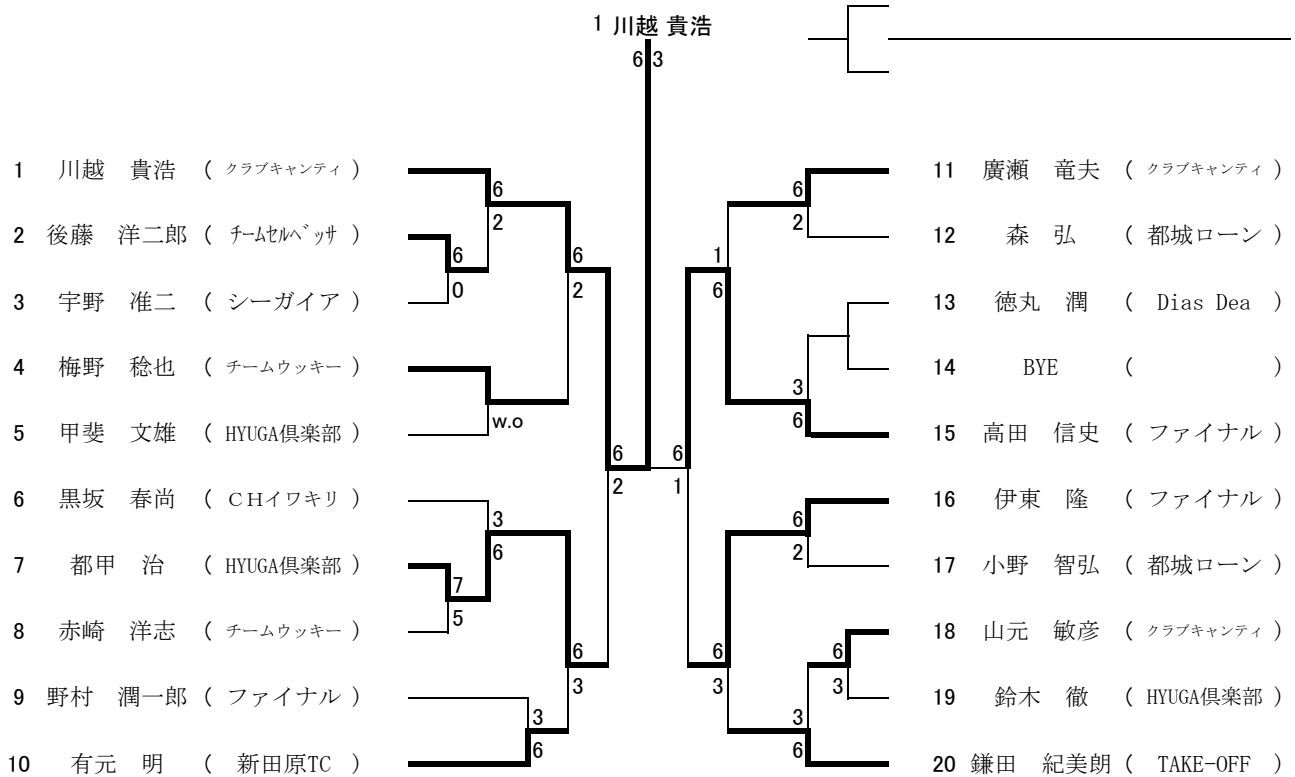 1 川越 貴浩
6 3
1 川越 貴浩 ( クラブキャンティ )
6
2
2 後藤 洋二郎 ( チームセルベッサ )
6
0
6
2
3 宇野 准二 ( シーガイア )
4 梅野 稔也 ( チームウッキー )
w.o
5 甲斐 文雄 ( HYUGA倶楽部 )
6
2
6 黒坂 春尚 ( CHイワキリ )
3
6
7 都甲 治 ( HYUGA倶楽部 )
7
5
8 赤崎 洋志 ( チームウッキー )
6
3
9 野村 潤一郎 ( ファイナル )
3
6
10 有元 明 ( 新田原TC )
11 廣瀬 竜夫 ( クラブキャンティ )
6
2
12 森 弘 ( 都城ローン )
1
6
13 徳丸 潤 ( Dias Dea )
14 BYE ( )
3
6
15 高田 信史 ( ファイナル )
6
1
16 伊東 隆 ( ファイナル )
6
2
17 小野 智弘 ( 都城ローン )
18 山元 敏彦 ( クラブキャンティ )
6
3
6
3
19 鈴木 徹 ( HYUGA倶楽部 )
3
6
20 鎌田 紀美朗 ( TAKE-OFF )